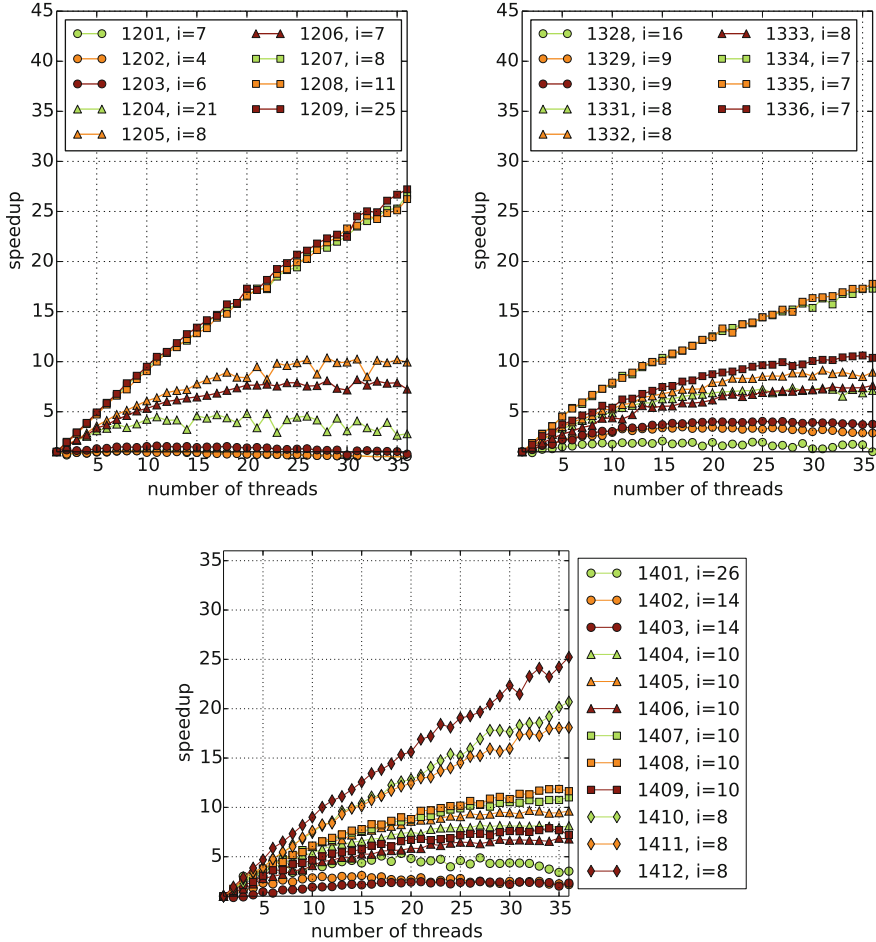 45
40
35
30
25
20
15
10
5
speedup
1201, i=7
1202, i=4
1203, i=6
1204, i=21
1205, i=8
1206, i=7
1207, i=8
1208, i=11
1209, i=25
5 10 15 20 25 30 35
number of threads
45
40
35
30
25
20
15
10
5
speedup
1328, i=16
1329, i=9
1330, i=9
1331, i=8
1332, i=8
1333, i=8
1334, i=7
1335, i=7
1336, i=7
5 10 15 20 25 30 35
number of threads
35
30
25
20
15
10
5
speedup
5 10 15 20 25 30 35
number of threads
1401, i=26
1402, i=14
1403, i=14
1404, i=10
1405, i=10
1406, i=10
1407, i=10
1408, i=10
1409, i=10
1410, i=8
1411, i=8
1412, i=8